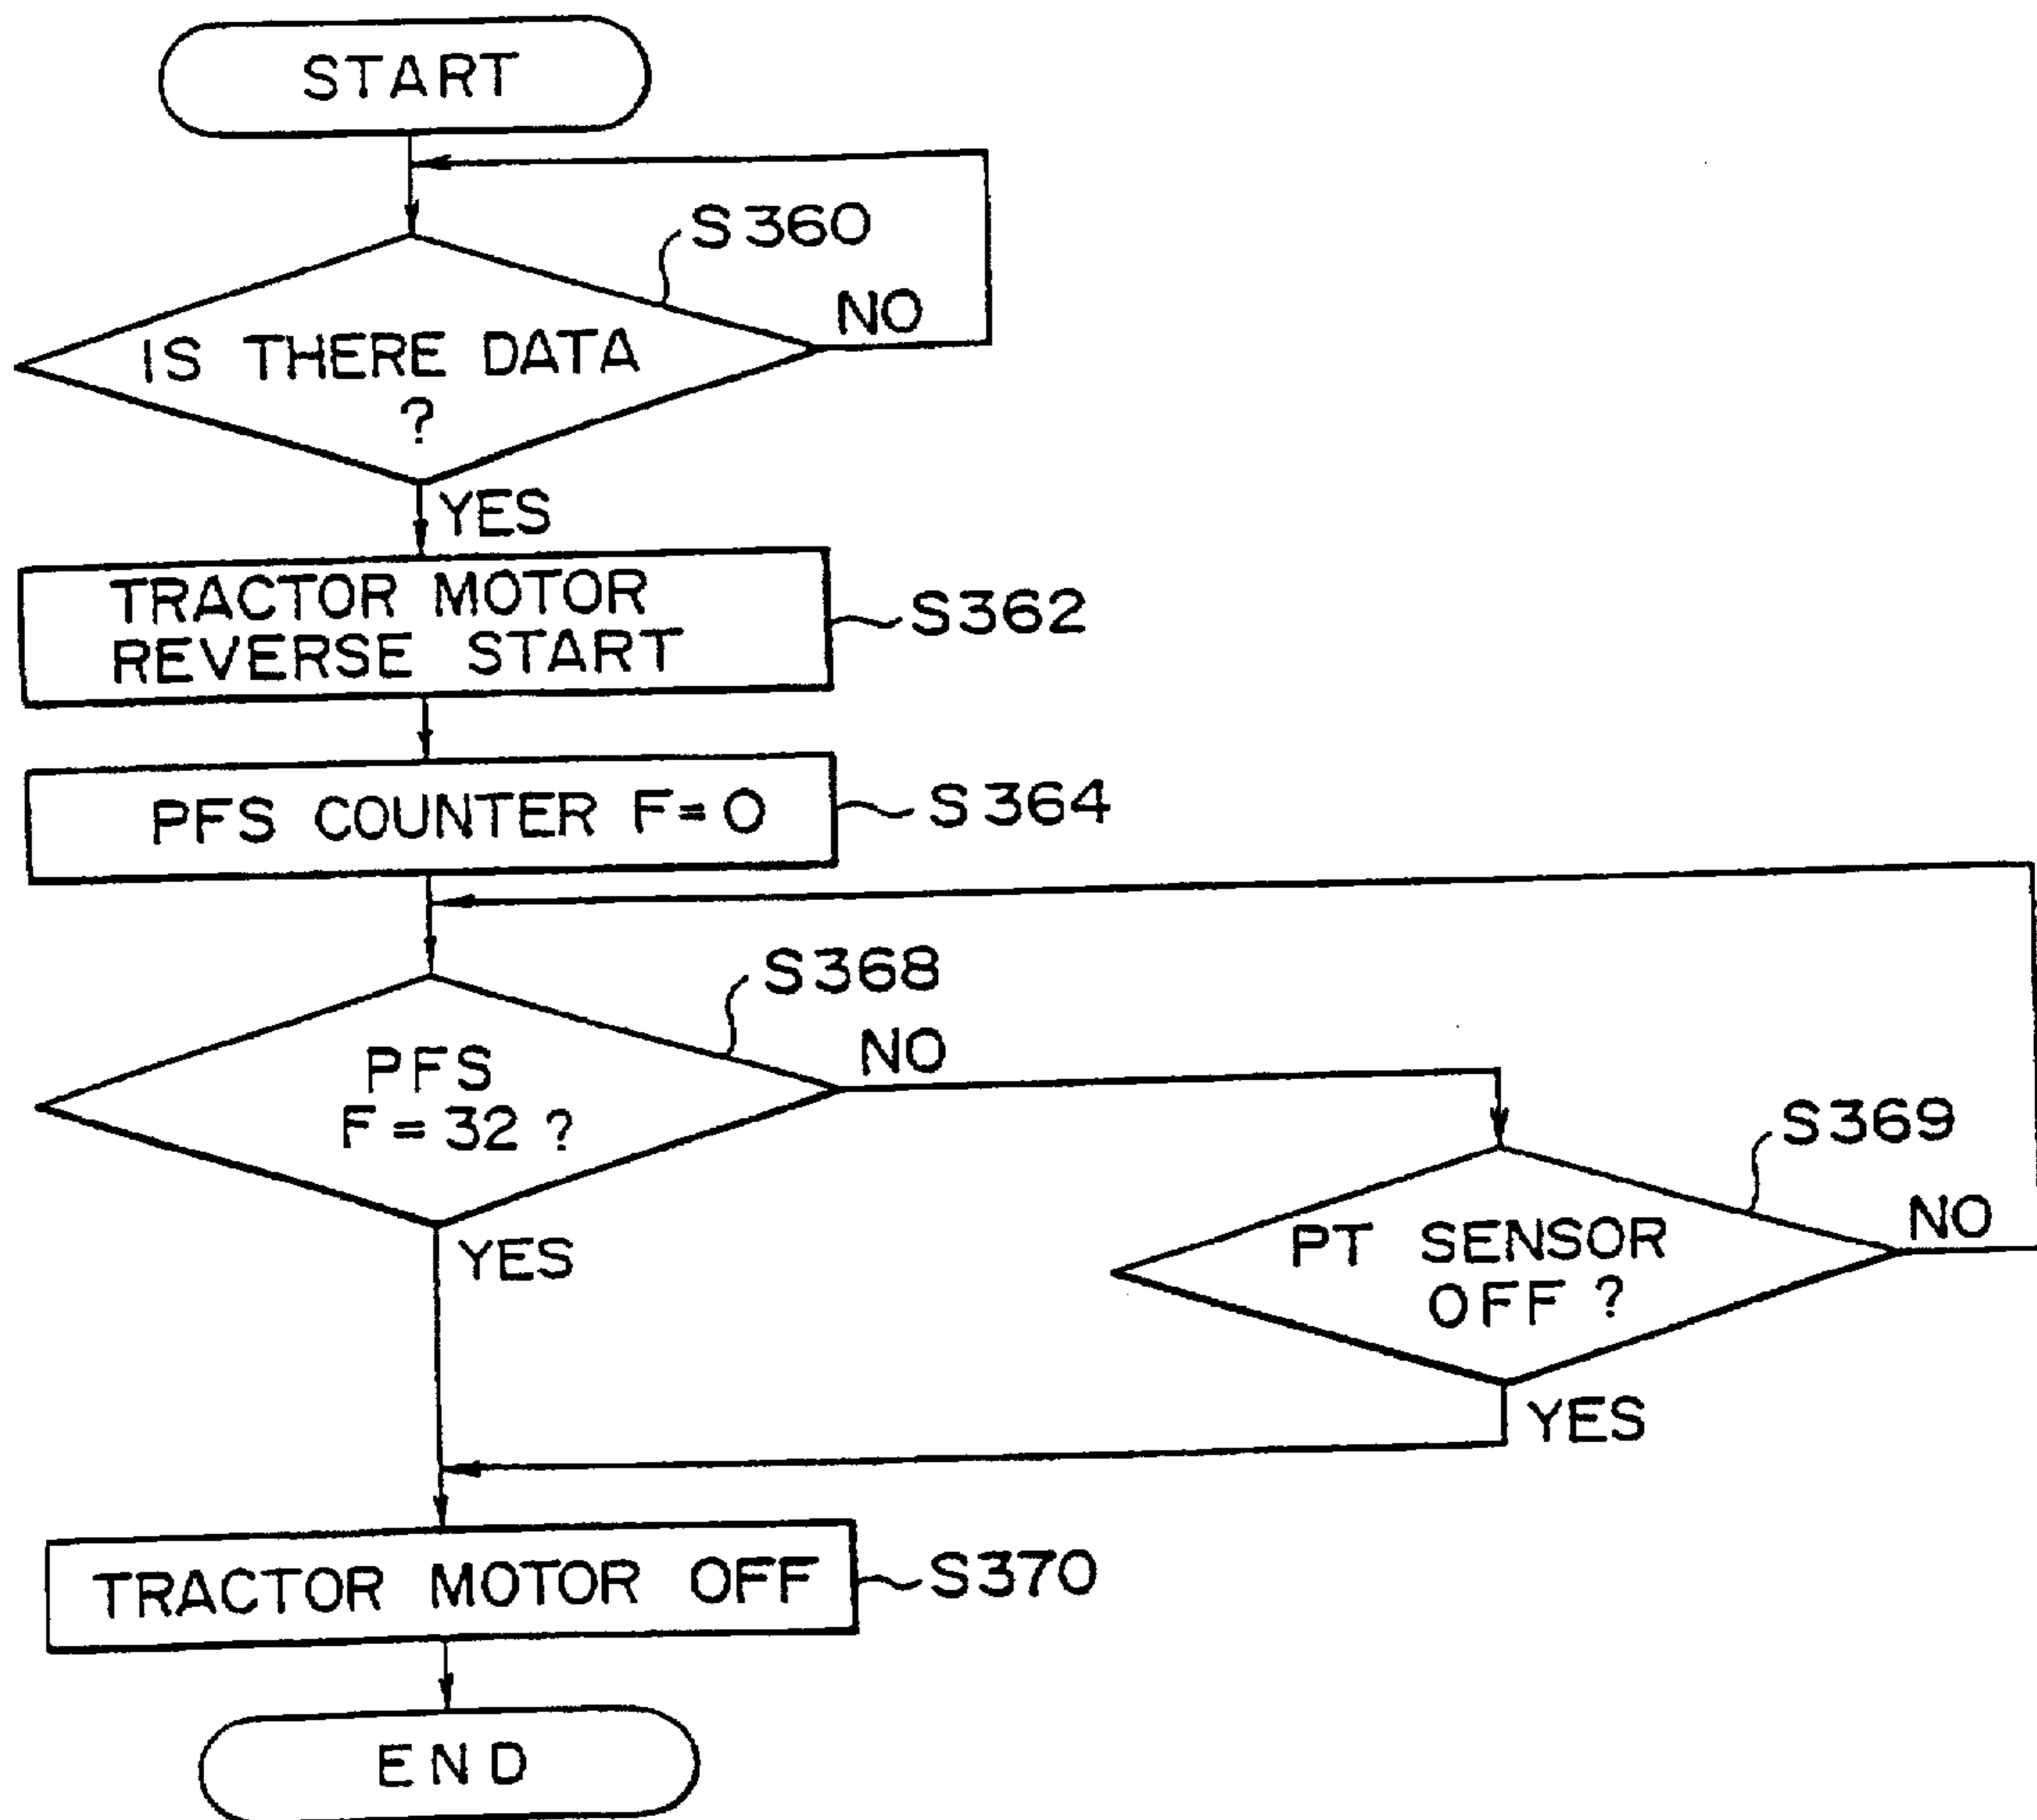 START
S360
NO
IS THERE DATA
?
YES
TRACTOR MOTOR
REVERSE START
S362
PFS COUNTER F=0
S364
S368
NO
PFS
F=32 ?
YES
S369
NO
PT SENSOR
OFF ?
YES
TRACTOR MOTOR OFF
S370
END